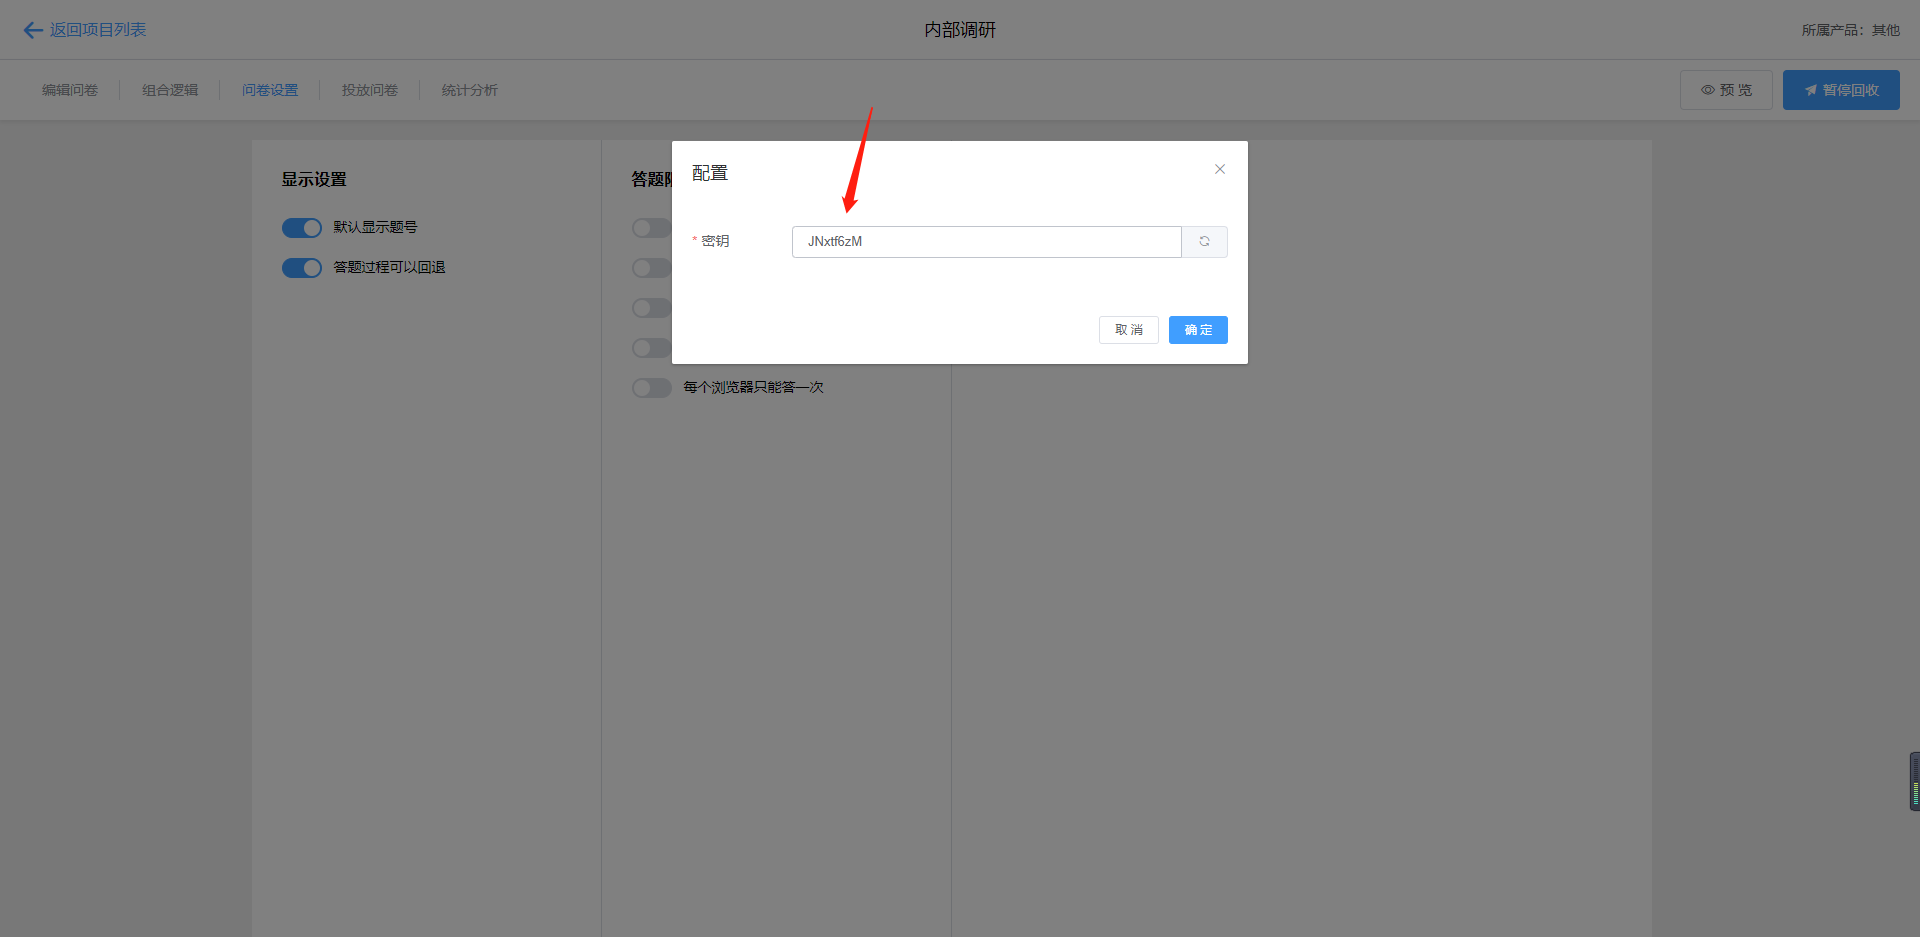 返回项目列表
内部调研
所属产品：其他
编辑问卷
组合逻辑
问卷设置
投放问卷
统计分析
预 览
暂停回收
显示设置
默认显示题号
答题过程可以回退
答题
配置
* 密钥
JNxtf6zM
取 消
确 定
每个浏览器只能答一次